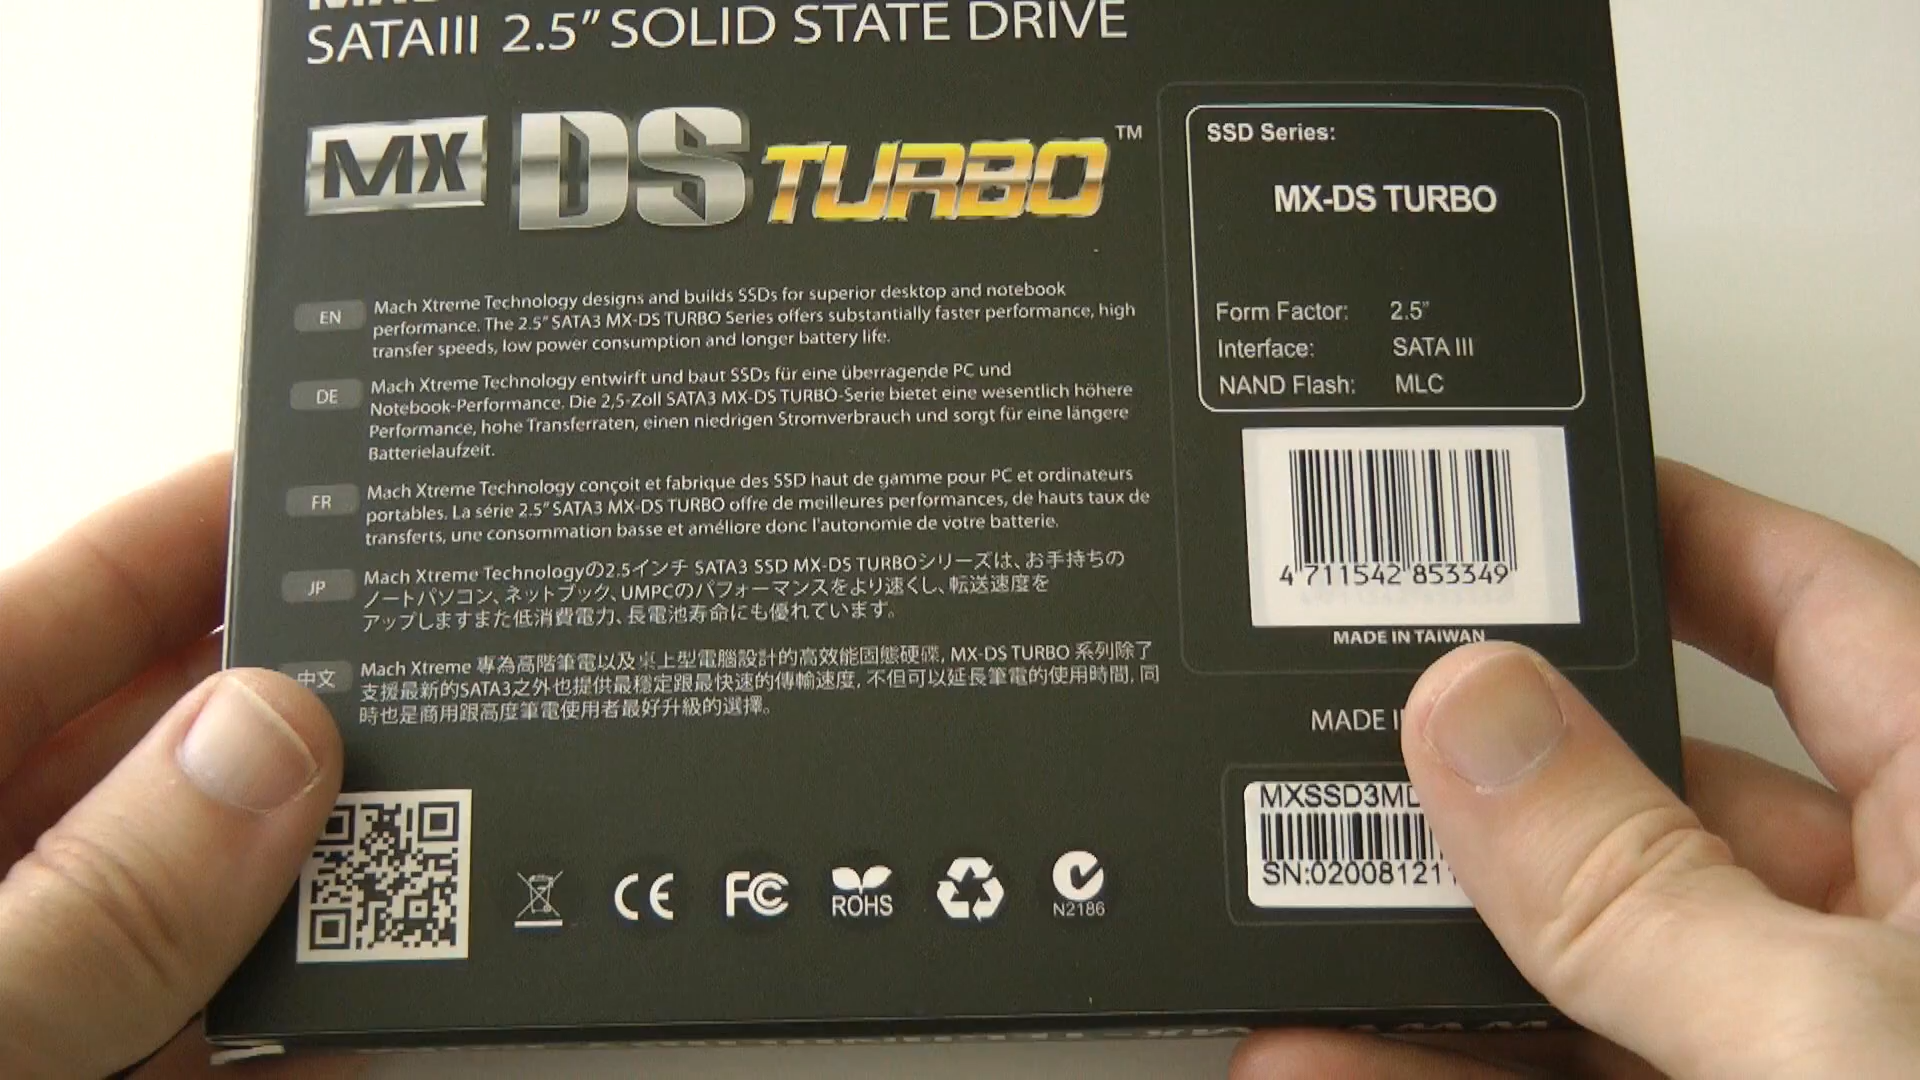 SATAIII 2.5" SOLID STATE DRIVE
MX DS TURBO™
EN
Mach Xtreme Technology designs and builds SSDs for superior desktop and notebook
performance. The 2.5" SATA3 MX-DS TURBO Series offers substantially faster performance, high
transfer speeds, low power consumption and longer battery life.
DE
Mach Xtreme Technology entwirft und baut SSDs für eine überragende PC und
Notebook-Performance. Die 2,5-Zoll SATA3 MX-DS TURBO-Serie bietet eine wesentlich höhere
Performance, hohe Transferraten, einen niedrigen Stromverbrauch und sorgt für eine längere
Batterielaufzeit.
FR
Mach Xtreme Technology conçoit et fabrique des SSD haut de gamme pour PC et ordinateurs
portables. La série 2.5" SATA3 MX-DS TURBO offre de meilleures performances, de hauts taux de
transferts, une consommation basse et améliore donc l'autonomie de votre batterie.
JP
Mach Xtreme Technologyの2.5インチ SATA3 SSD MX-DS TURBOシリーズは、お手持ちの
ノートパソコン、ネットブック、UMPCのパフォーマンスをより速くし、転送速度を
アップしますまた低消費電力、長電池寿命にも優れています。
中文
Mach Xtreme 專為高階筆電以及桌上型電腦設計的高效能固態硬碟, MX-DS TURBO 系列除了
支援最新的SATA3之外也提供最穩定跟最快速的傳輸速度, 不但可以延長筆電的使用時間, 同
時也是商用跟高度筆電使用者最好升級的選擇。
CE
FC
ROHS
N2186
SSD Series:
MX-DS TURBO
Form Factor: 2.5"
Interface: SATA III
NAND Flash: MLC
4 711542 853349
MADE IN TAIWAN
MADE
MXSSD3MD
SN:02008121